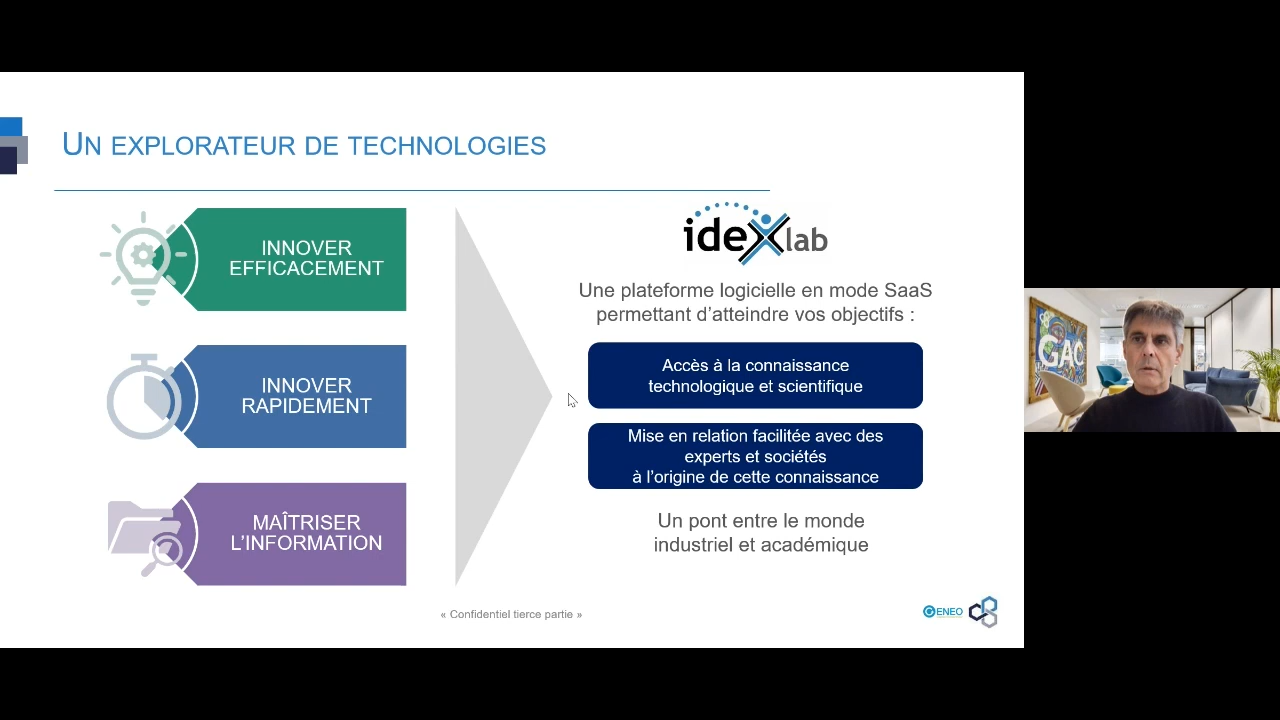 UN EXPLORATEUR DE TECHNOLOGIES
INNOVER
EFFICACEMENT
INNOVER
RAPIDEMENT
MAÎTRISER
L'INFORMATION
idexlab
Une plateforme logicielle en mode SaaS
permettant d'atteindre vos objectifs :
Accès à la connaissance
technologique et scientifique
Mise en relation facilitée avec des
experts et sociétés
à l'origine de cette connaissance
Un pont entre le monde
industriel et académique
« Confidentiel tierce partie »
GENEO
GAC